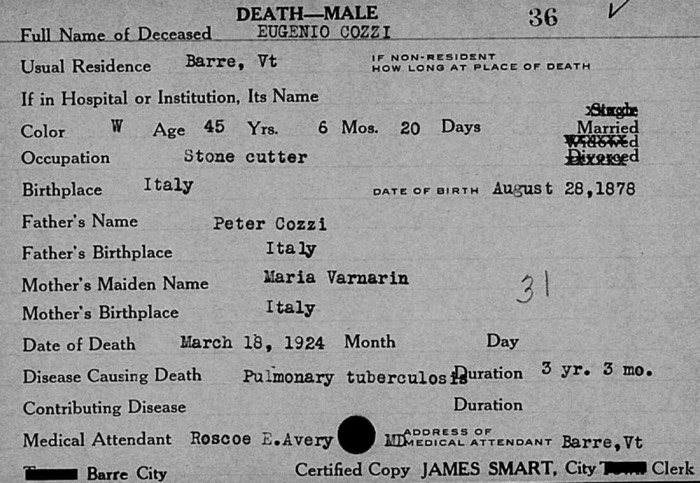 DEATH—MALE 36
Full Name of Deceased EUGENIO COZZI
Usual Residence Barre, Vt IF NON-RESIDENT
HOW LONG AT PLACE OF DEATH
If in Hospital or Institution, Its Name
Single
Color W Age 45 Yrs. 6 Mos. 20 Days Married
Widowed
Occupation Stone cutter Divorced
Birthplace Italy DATE OF BIRTH August 28,1878
Father's Name Peter Cozzi
Father's Birthplace Italy
Mother's Maiden Name Maria Varnarin
31
Mother's Birthplace Italy
Date of Death March 18, 1924 Month Day
Disease Causing Death Pulmonary tuberculosis Duration 3 yr. 3 mo.
Contributing Disease Duration
Medical Attendant Roscoe E.Avery MD ADDRESS OF
MEDICAL ATTENDANT Barre,Vt
Barre City Certified Copy JAMES SMART, City Clerk